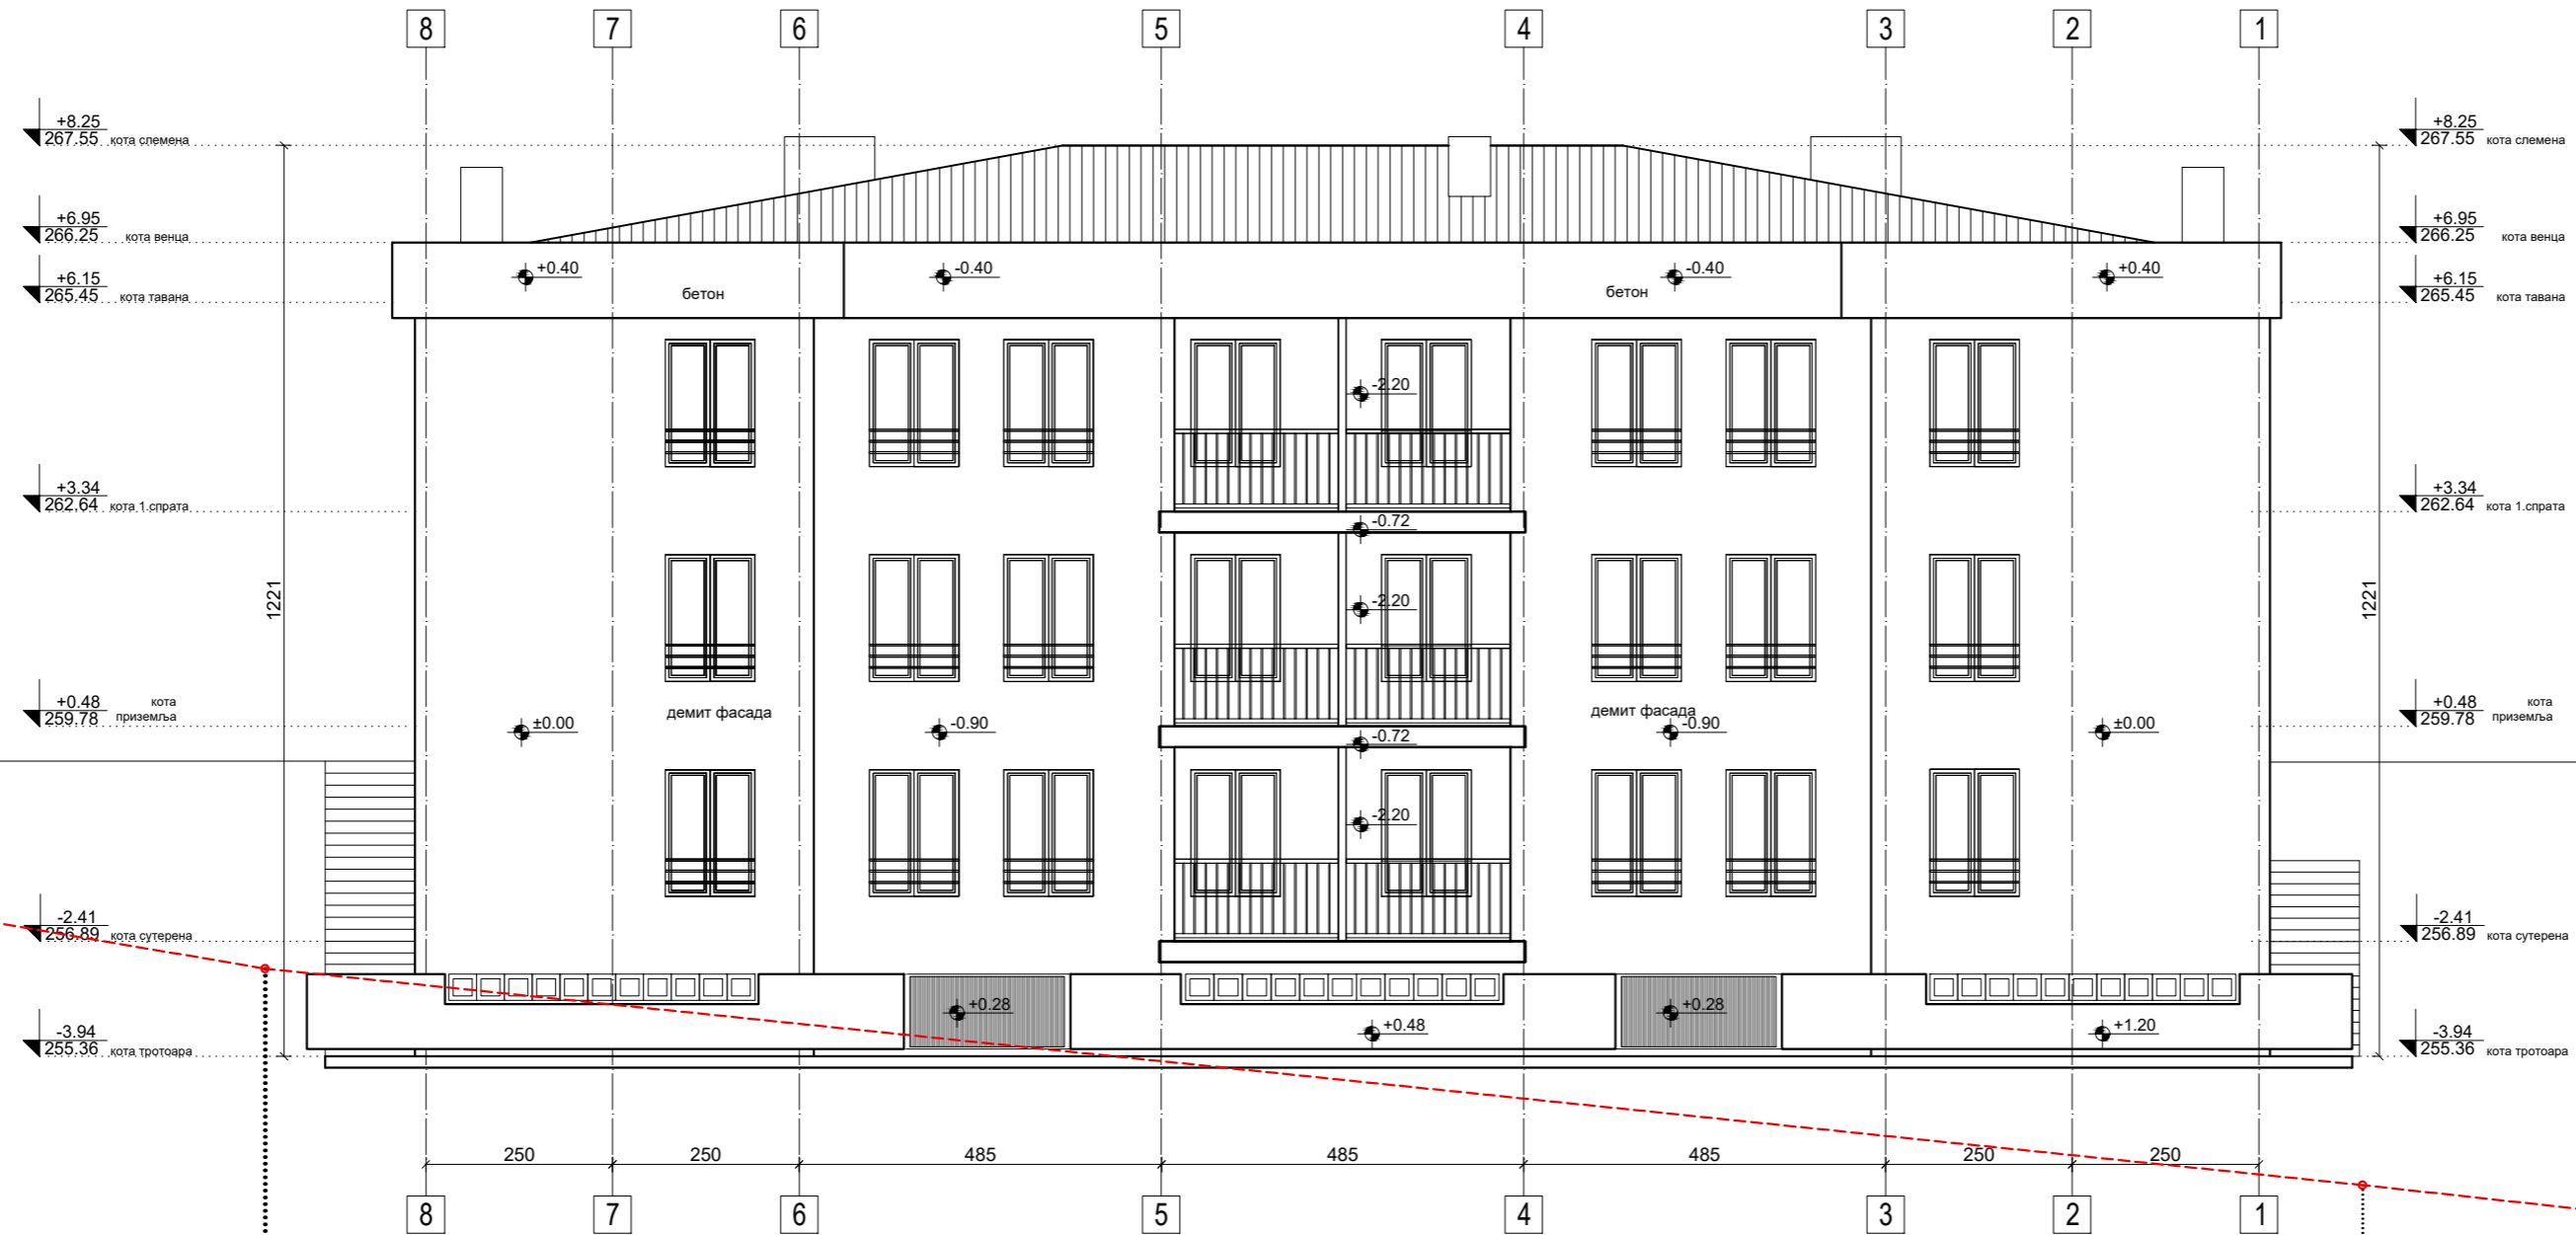 8 7 6 5 4 3 2 1
+8.25
267.55 кота слемена
+8.25
267.55 кота слемена
+6.95
266.25 кота венца
+6.95
266.25 кота венца
+6.15
265.45 кота тавана
+6.15
265.45 кота тавана
+0.40
-0.40
-0.40
+0.40
бетон
бетон
-2.20
+3.34
262.64 кота 1.спрата
+3.34
262.64 кота 1.спрата
-0.72
1221
-2.20
1221
+0.48
259.78 кота
приземља
+0.48
259.78 кота
приземља
демит фасада
демит фасада
±0.00
-0.90
-0.90
±0.00
-0.72
-2.20
-2.41
256.89 кота сутерена
-2.41
256.89 кота сутерена
+0.28
+0.28
+0.48
+1.20
-3.94
255.36 кота тротоара
-3.94
255.36 кота тротоара
250 250 485 485 485 250 250
8 7 6 5 4 3 2 1